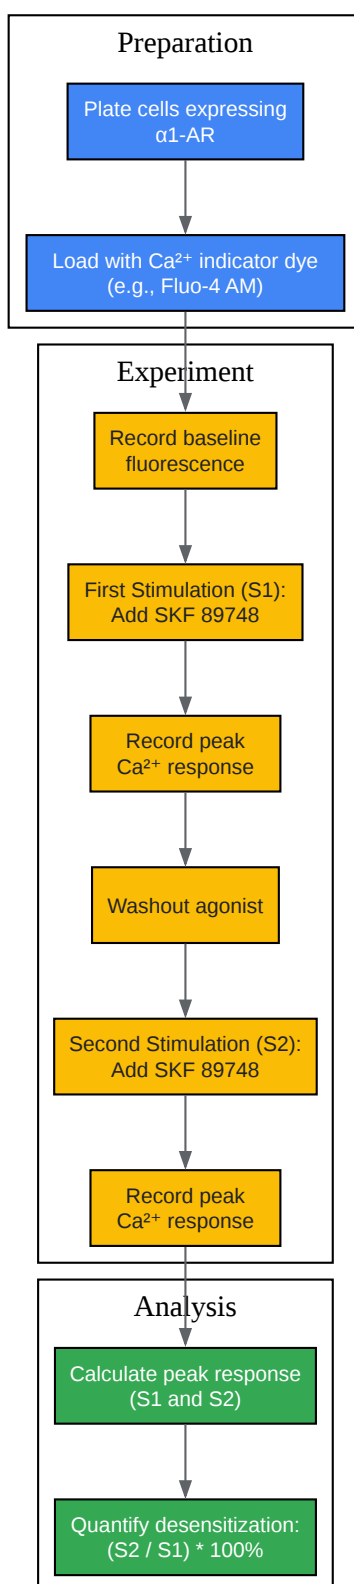 Preparation
Plate cells expressing
α1-AR
Load with Ca²⁺ indicator dye
(e.g., Fluo-4 AM)
Experiment
Record baseline
fluorescence
First Stimulation (S1):
Add SKF 89748
Record peak
Ca²⁺ response
Washout agonist
Second Stimulation (S2):
Add SKF 89748
Record peak
Ca²⁺ response
Analysis
Calculate peak response
(S1 and S2)
Quantify desensitization:
(S2 / S1) * 100%